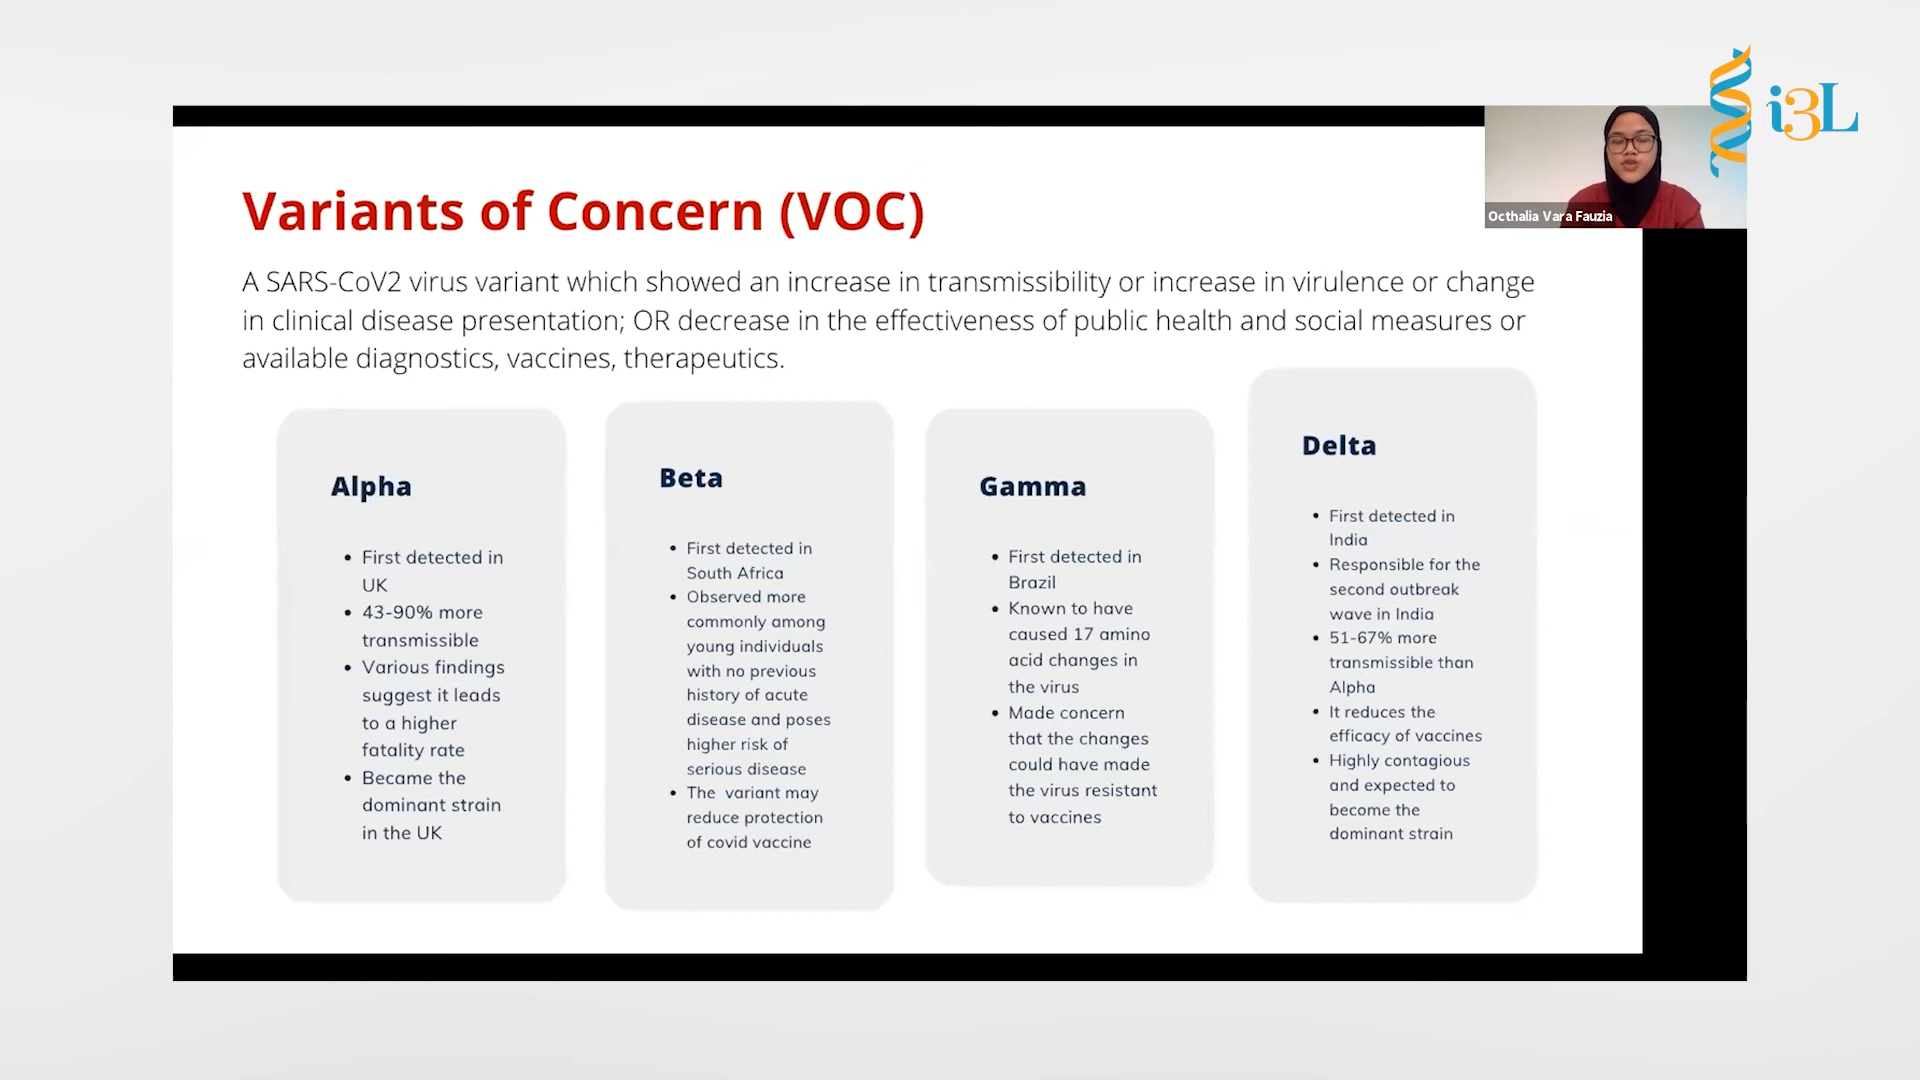 i3L
Octhalia Vara Fauzia
Variants of Concern (VOC)
A SARS-CoV2 virus variant which showed an increase in transmissibility or increase in virulence or change
in clinical disease presentation; OR decrease in the effectiveness of public health and social measures or
available diagnostics, vaccines, therapeutics.
Alpha
• First detected in
UK
• 43-90% more
transmissible
• Various findings
suggest it leads
to a higher
fatality rate
• Became the
dominant strain
in the UK
Beta
• First detected in
South Africa
• Observed more
commonly among
young individuals
with no previous
history of acute
disease and poses
higher risk of
serious disease
• The variant may
reduce protection
of covid vaccine
Gamma
• First detected in
Brazil
• Known to have
caused 17 amino
acid changes in
the virus
• Made concern
that the changes
could have made
the virus resistant
to vaccines
Delta
• First detected in
India
• Responsible for the
second outbreak
wave in India
• 51-67% more
transmissible than
Alpha
• It reduces the
efficacy of vaccines
• Highly contagious
and expected to
become the
dominant strain